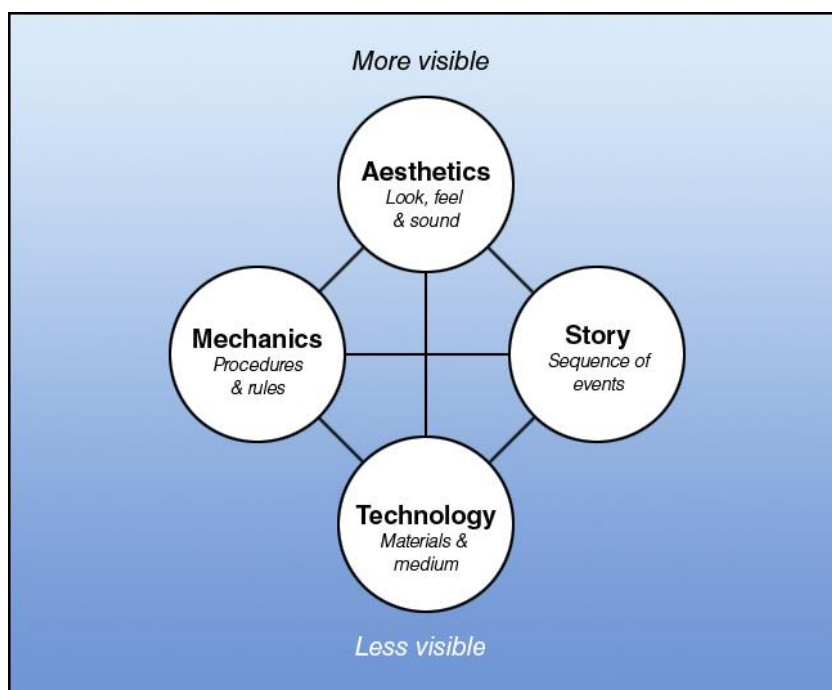 More visible
Aesthetics
Look, feel
& sound
Mechanics
Procedures
& rules
Story
Sequence of
events
Technology
Materials &
medium
Less visible